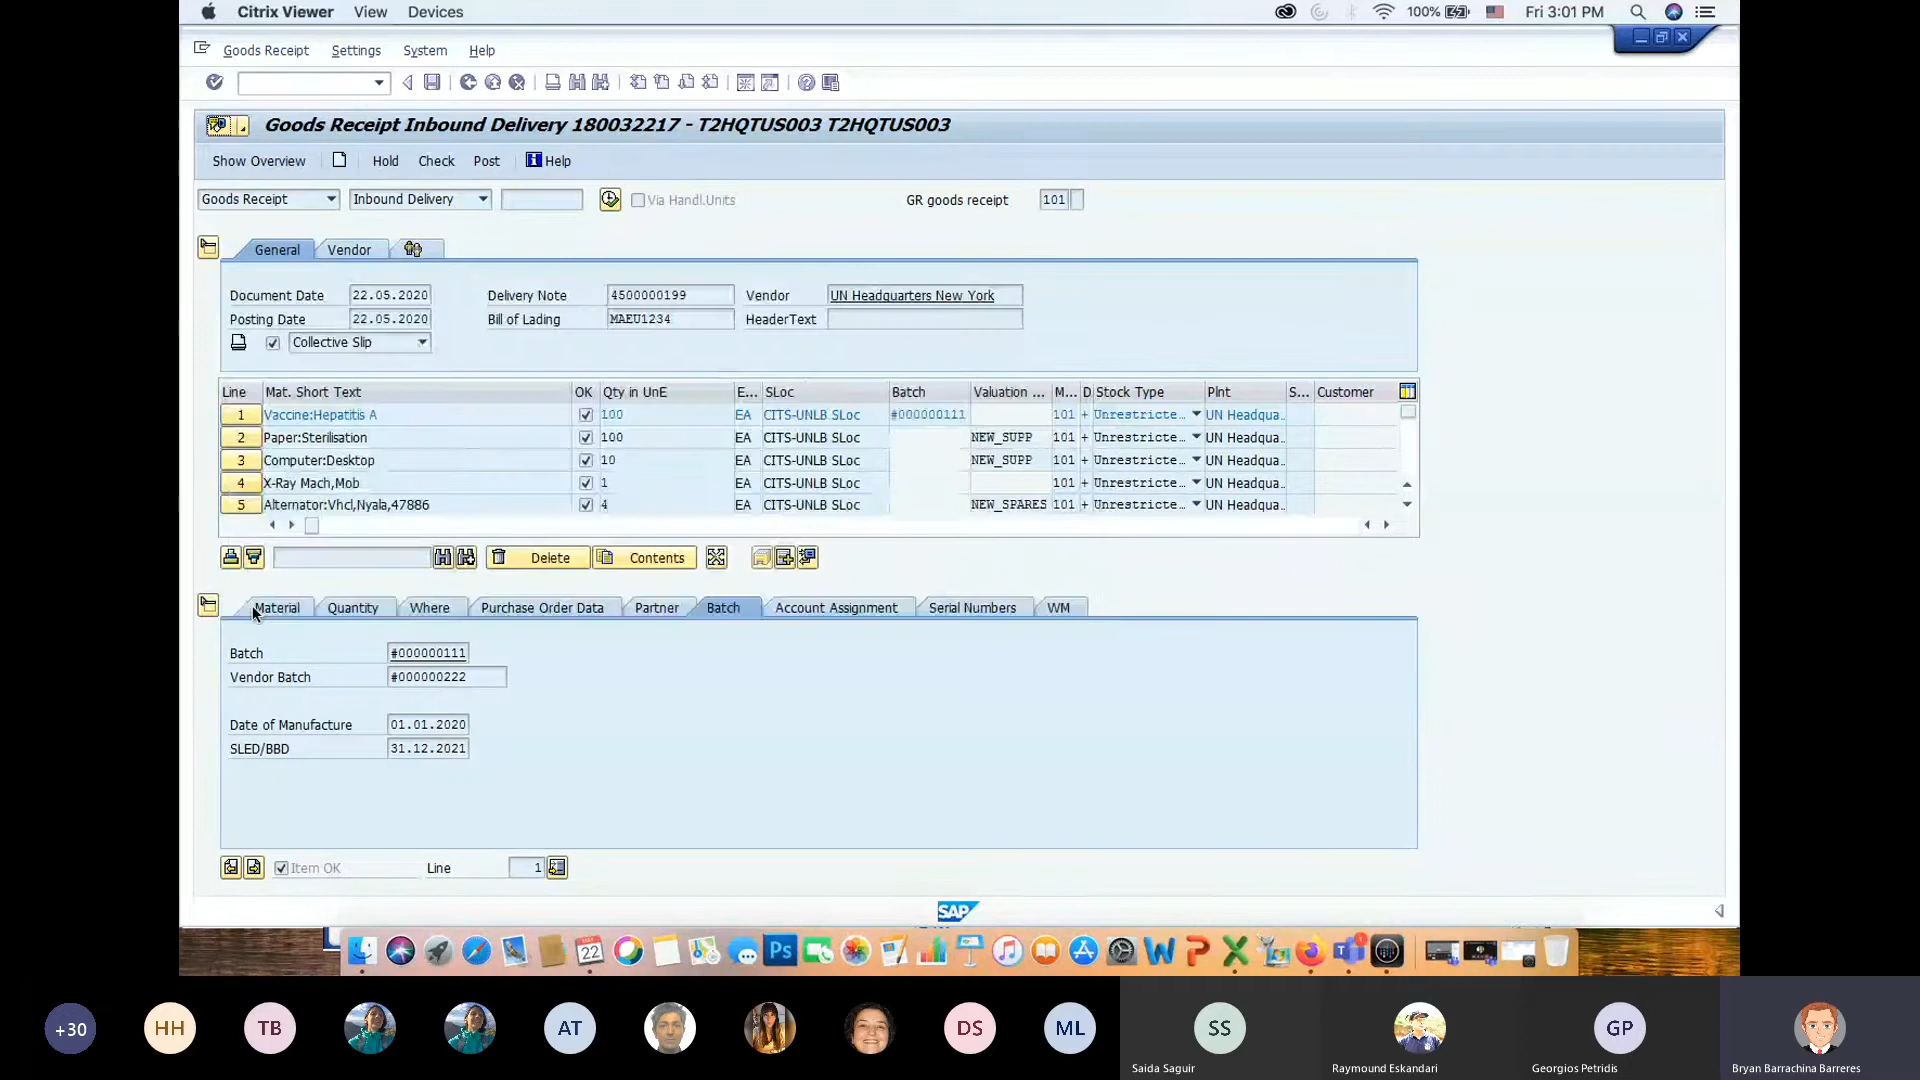 Citrix Viewer View Devices 100% Fri 3:01 PM
Goods Receipt Settings System Help
Goods Receipt Inbound Delivery 180032217 - T2HQTUS003 T2HQTUS003
Show Overview Hold Check Post Help
Goods Receipt Inbound Delivery Via Handl.Units GR goods receipt 101
General Vendor
Document Date 22.05.2020 Delivery Note 4500000199 Vendor UN Headquarters New York
Posting Date 22.05.2020 Bill of Lading MAEU1234 HeaderText
Collective Slip
Line Mat. Short Text OK Qty in UnE E... SLoc Batch Valuation ... M... D Stock Type Plnt S... Customer
1 Vaccine:Hepatitis A 100 EA CITS-UNLB SLoc #000000111 101 + Unrestricte... UN Headqua..
2 Paper:Sterilisation 100 EA CITS-UNLB SLoc NEW_SUPP 101 + Unrestricte... UN Headqua..
3 Computer:Desktop 10 EA CITS-UNLB SLoc NEW_SUPP 101 + Unrestricte... UN Headqua..
4 X-Ray Mach,Mob 1 EA CITS-UNLB SLoc 101 + Unrestricte... UN Headqua..
5 Alternator:Vhcl,Nyala,47886 4 EA CITS-UNLB SLoc NEW_SPARES 101 + Unrestricte... UN Headqua..
Delete Contents
Material Quantity Where Purchase Order Data Partner Batch Account Assignment Serial Numbers WM
Batch #000000111
Vendor Batch #000000222
Date of Manufacture 01.01.2020
SLED/BBD 31.12.2021
Item OK Line 1
SAP
22 Ps W P X
+30 HH TB AT DS ML SS GP
Saida Saguir Raymound Eskandari Georgios Petridis Bryan Barrachina Barreres